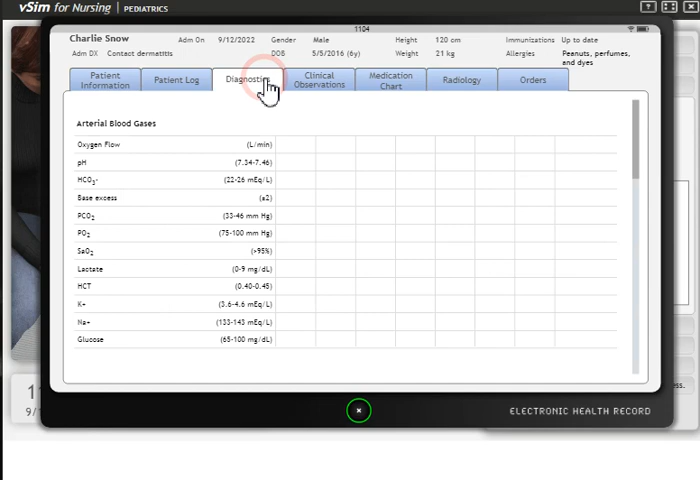 vSim for Nursing | PEDIATRICS
1104
Charlie Snow Adm On 9/12/2022 Gender Male Height 120 cm Immunizations Up to date
Adm DX Contact dermatitis DOB 5/5/2016 (6y) Weight 21 kg Allergies Peanuts, perfumes, and dyes
Patient Information
Patient Log
Diagnostics
Clinical Observations
Medication Chart
Radiology
Orders
Arterial Blood Gases
Oxygen Flow (L/min)
pH (7.34-7.46)
HCO3- (22-26 mEq/L)
Base excess (±2)
PCO2 (33-46 mm Hg)
PO2 (75-100 mm Hg)
SaO2 (>95%)
Lactate (0-9 mg/dL)
HCT (0.40-0.45)
K+ (3.6-4.6 mEq/L)
Na+ (133-143 mEq/L)
Glucose (65-100 mg/dL)
ELECTRONIC HEALTH RECORD